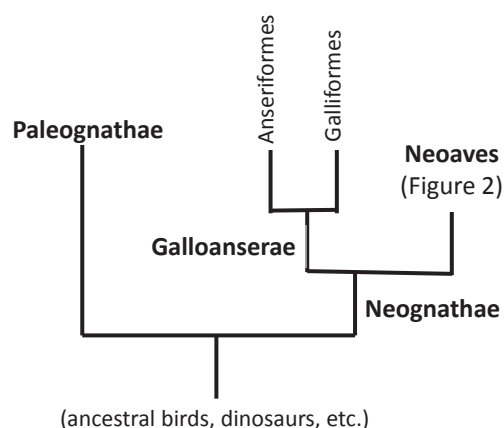 Anseriformes
Galliformes
Paleognathae
Neoaves
(Figure 2)
Galloanserae
Neognathae
(ancestral birds, dinosaurs, etc.)